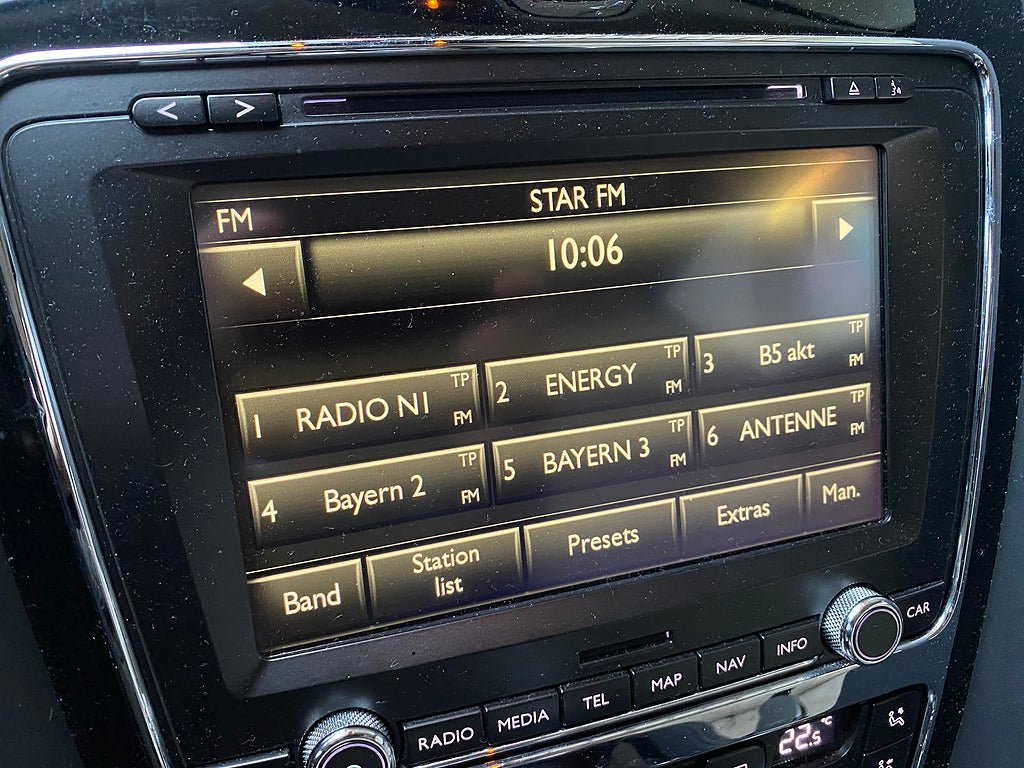 FM
STAR FM
10:06
1 RADIO N1 TP FM
2 ENERGY TP FM
3 B5 akt TP FM
4 Bayern 2 TP FM
5 BAYERN 3 TP FM
6 ANTENNE TP FM
Band
Station
list
Presets
Extras
Man.
RADIO
MEDIA
TEL
MAP
NAV
INFO
CAR
22.5 °C